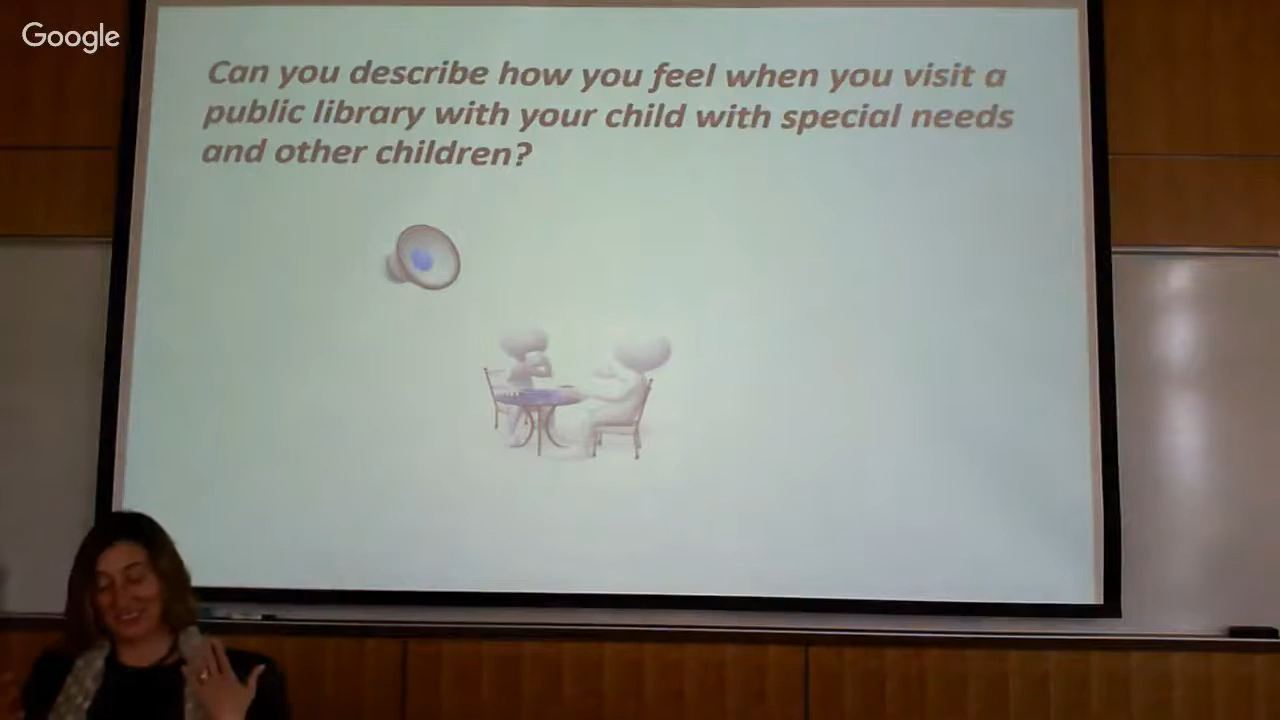 Google
Can you describe how you feel when you visit a
public library with your child with special needs
and other children?